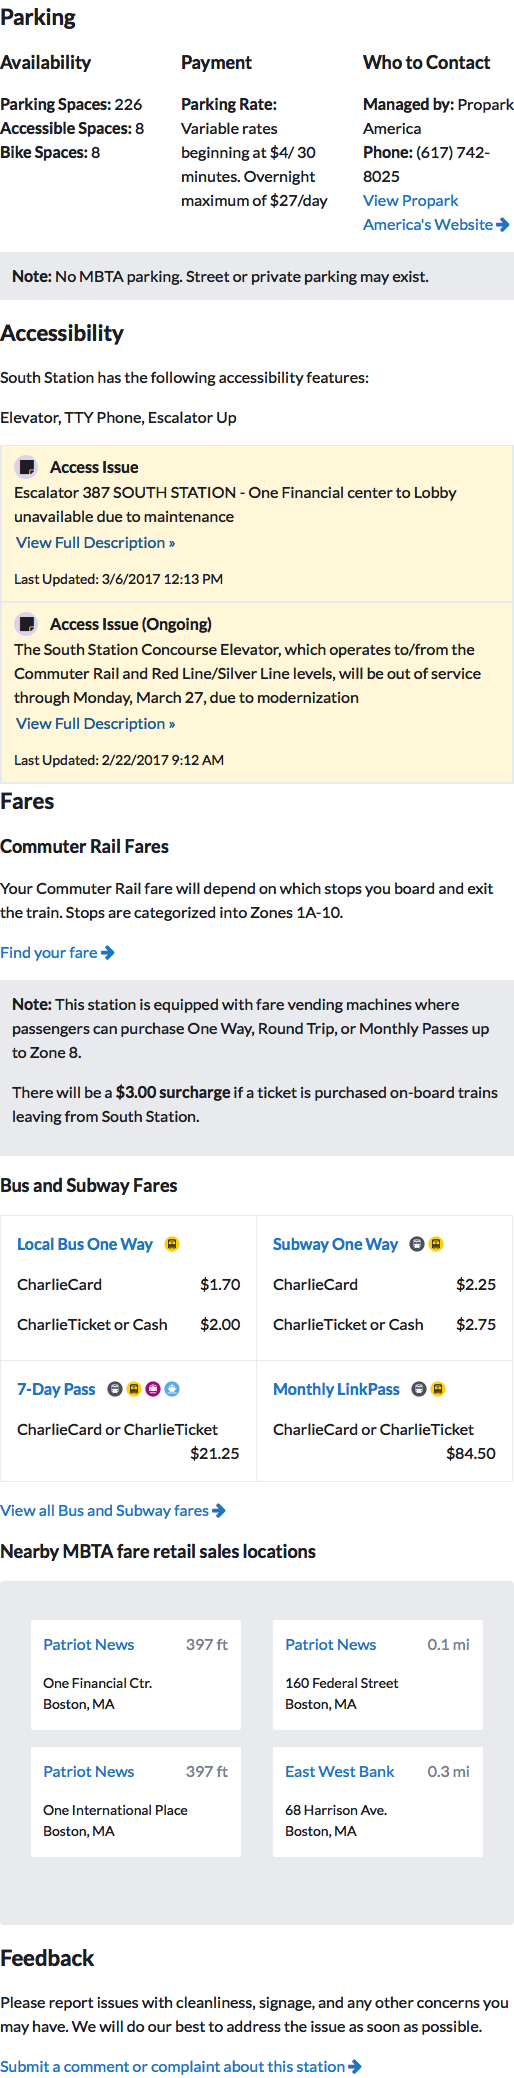 Parking
Availability
Parking Spaces: 226
Accessible Spaces: 8
Bike Spaces: 8
Payment
Parking Rate:
Variable rates
beginning at $4/ 30
minutes. Overnight
maximum of $27/day
Who to Contact
Managed by: Propark
America
Phone: (617) 742-
8025
View Propark
America's Website
Note: No MBTA parking. Street or private parking may exist.
Accessibility
South Station has the following accessibility features:
Elevator, TTY Phone, Escalator Up
Access Issue
Escalator 387 SOUTH STATION - One Financial center to Lobby
unavailable due to maintenance
View Full Description »
Last Updated: 3/6/2017 12:13 PM
Access Issue (Ongoing)
The South Station Concourse Elevator, which operates to/from the
Commuter Rail and Red Line/Silver Line levels, will be out of service
through Monday, March 27, due to modernization
View Full Description »
Last Updated: 2/22/2017 9:12 AM
Fares
Commuter Rail Fares
Your Commuter Rail fare will depend on which stops you board and exit
the train. Stops are categorized into Zones 1A-10.
Find your fare
Note: This station is equipped with fare vending machines where
passengers can purchase One Way, Round Trip, or Monthly Passes up
to Zone 8.
There will be a $3.00 surcharge if a ticket is purchased on-board trains
leaving from South Station.
Bus and Subway Fares
Local Bus One Way
CharlieCard $1.70
CharlieTicket or Cash $2.00
Subway One Way
CharlieCard $2.25
CharlieTicket or Cash $2.75
7-Day Pass
CharlieCard or CharlieTicket
$21.25
Monthly LinkPass
CharlieCard or CharlieTicket
$84.50
View all Bus and Subway fares
Nearby MBTA fare retail sales locations
Patriot News 397 ft
One Financial Ctr.
Boston, MA
Patriot News 0.1 mi
160 Federal Street
Boston, MA
Patriot News 397 ft
One International Place
Boston, MA
East West Bank 0.3 mi
68 Harrison Ave.
Boston, MA
Feedback
Please report issues with cleanliness, signage, and any other concerns you
may have. We will do our best to address the issue as soon as possible.
Submit a comment or complaint about this station